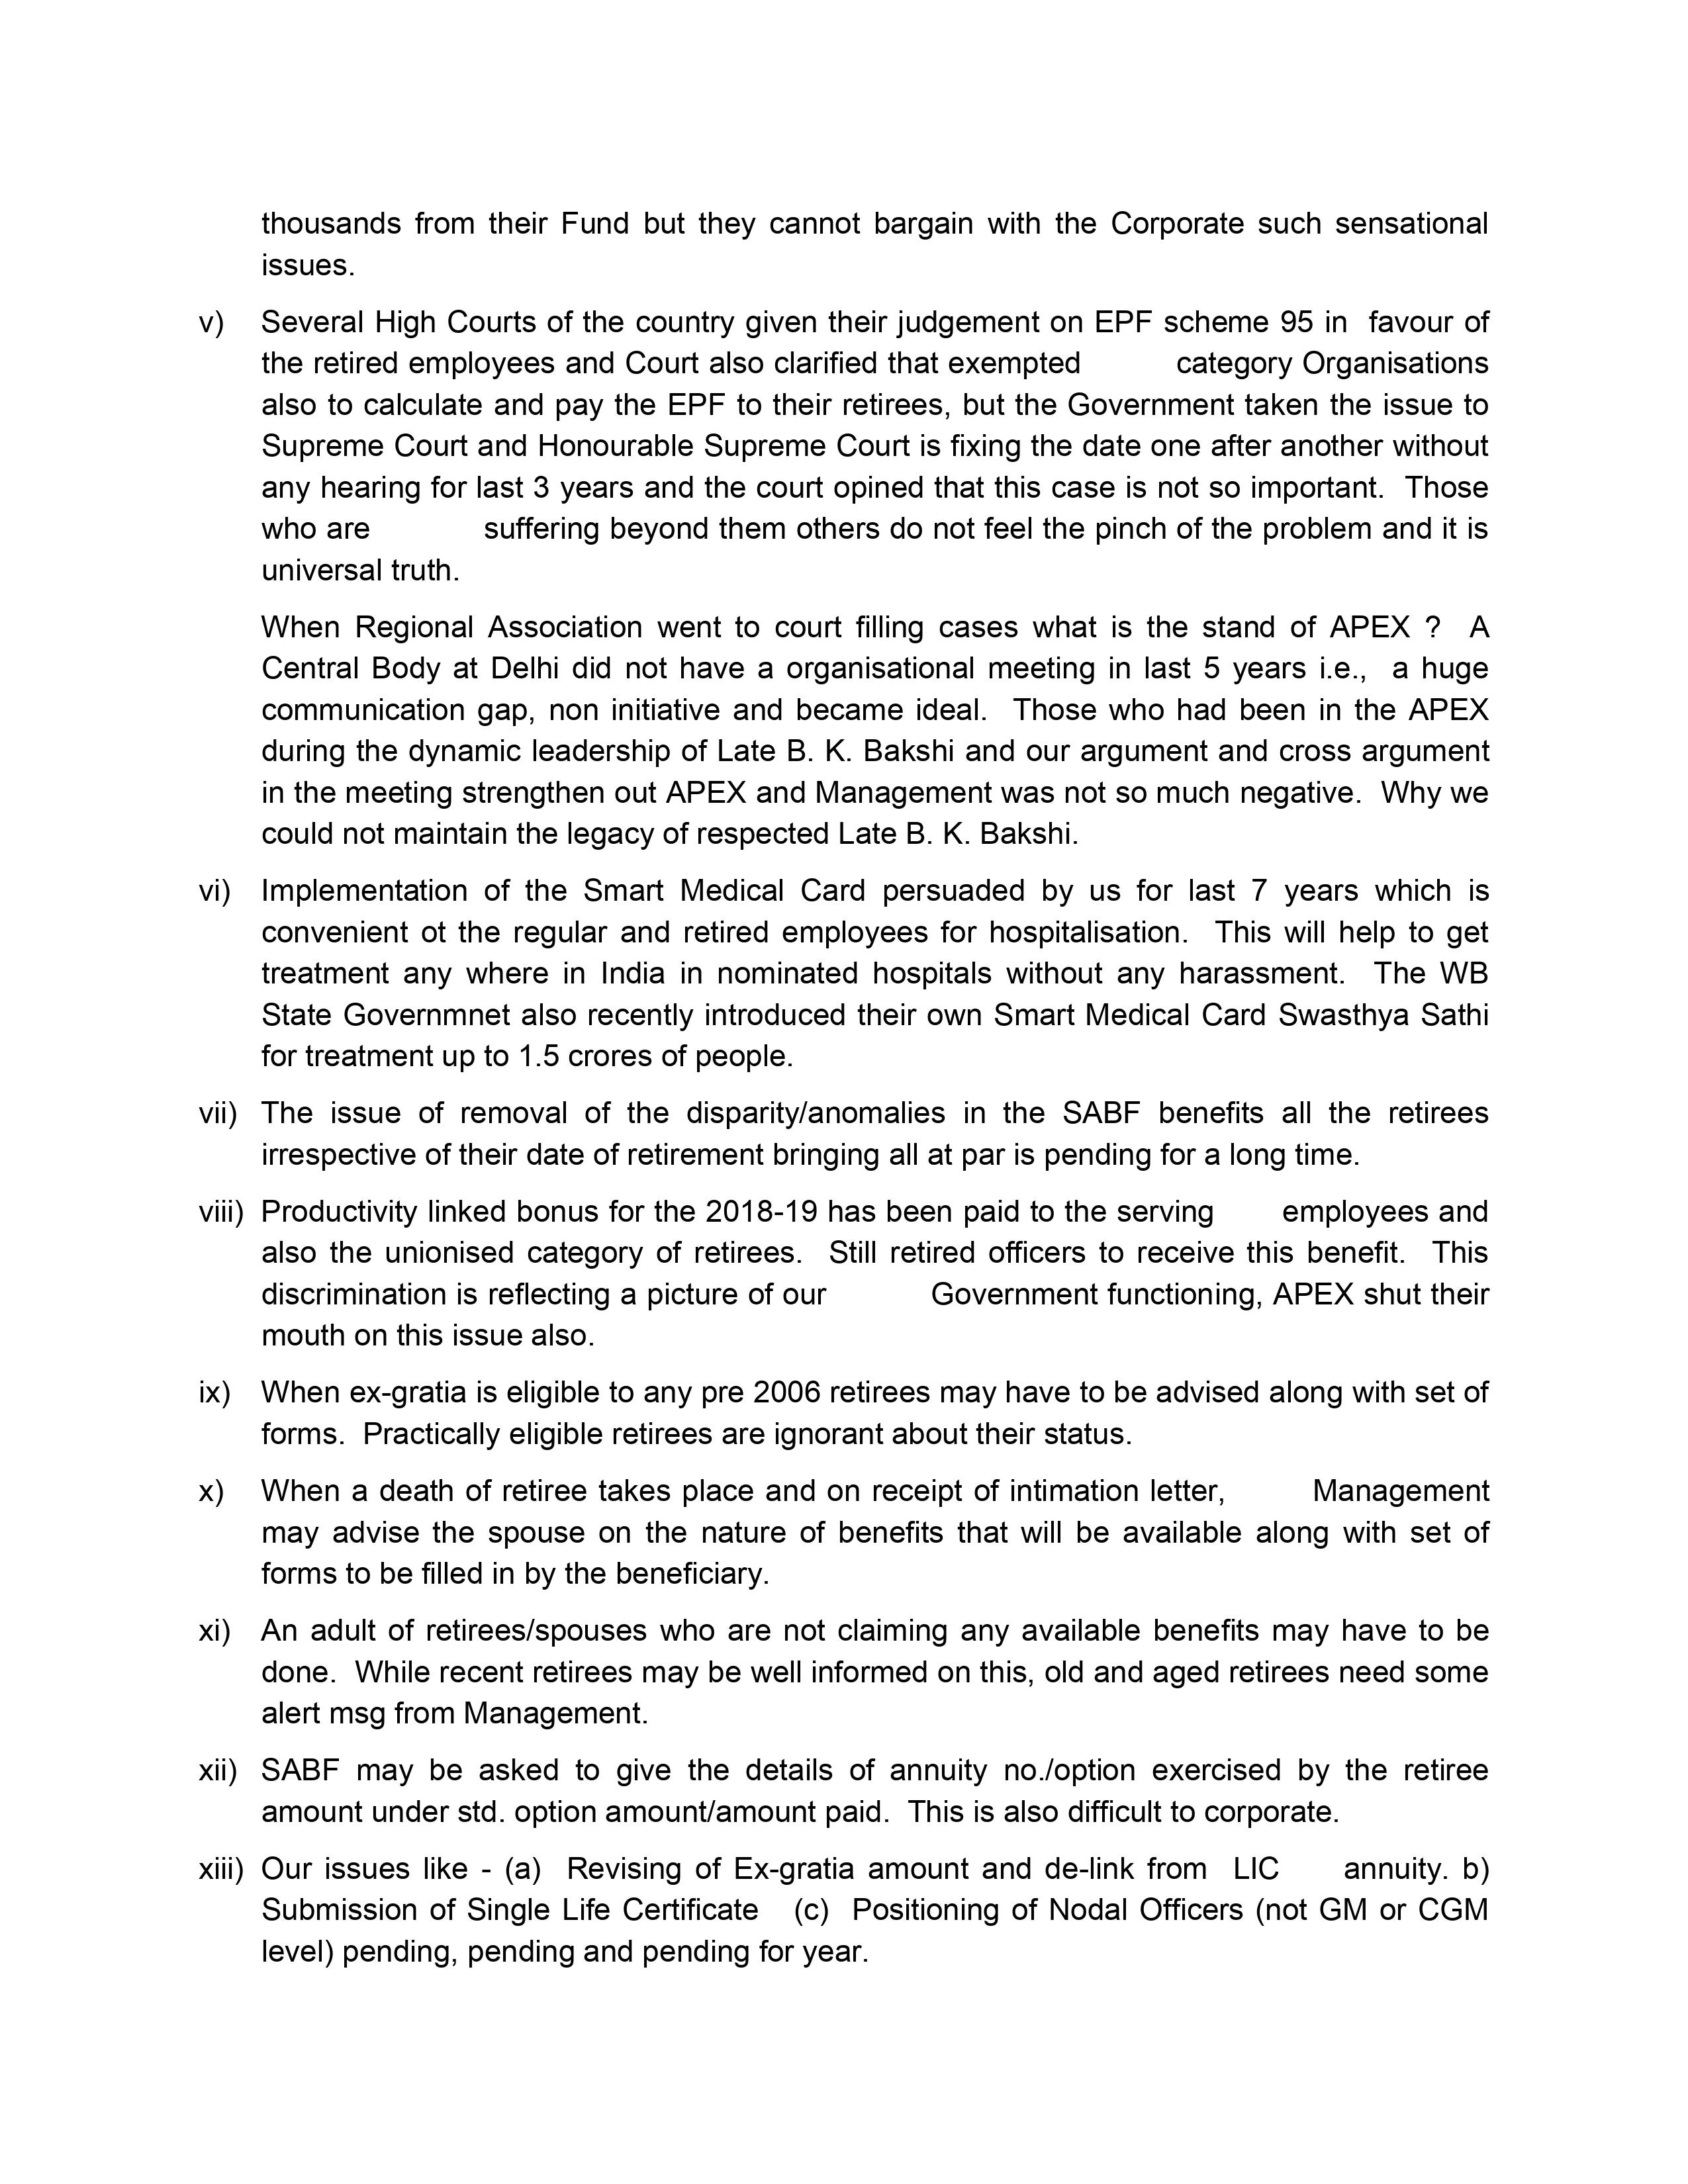 thousands from their Fund but they cannot bargain with the Corporate such sensational
issues.
v) Several High Courts of the country given their judgement on EPF scheme 95 in favour of
the retired employees and Court also clarified that exempted category Organisations
also to calculate and pay the EPF to their retirees, but the Government taken the issue to
Supreme Court and Honourable Supreme Court is fixing the date one after another without
any hearing for last 3 years and the court opined that this case is not so important. Those
who are suffering beyond them others do not feel the pinch of the problem and it is
universal truth.
When Regional Association went to court filling cases what is the stand of APEX ? A
Central Body at Delhi did not have a organisational meeting in last 5 years i.e., a huge
communication gap, non initiative and became ideal. Those who had been in the APEX
during the dynamic leadership of Late B. K. Bakshi and our argument and cross argument
in the meeting strengthen out APEX and Management was not so much negative. Why we
could not maintain the legacy of respected Late B. K. Bakshi.
vi) Implementation of the Smart Medical Card persuaded by us for last 7 years which is
convenient ot the regular and retired employees for hospitalisation. This will help to get
treatment any where in India in nominated hospitals without any harassment. The WB
State Governmnet also recently introduced their own Smart Medical Card Swasthya Sathi
for treatment up to 1.5 crores of people.
vii) The issue of removal of the disparity/anomalies in the SABF benefits all the retirees
irrespective of their date of retirement bringing all at par is pending for a long time.
viii) Productivity linked bonus for the 2018-19 has been paid to the serving employees and
also the unionised category of retirees. Still retired officers to receive this benefit. This
discrimination is reflecting a picture of our Government functioning, APEX shut their
mouth on this issue also.
ix) When ex-gratia is eligible to any pre 2006 retirees may have to be advised along with set of
forms. Practically eligible retirees are ignorant about their status.
x) When a death of retiree takes place and on receipt of intimation letter, Management
may advise the spouse on the nature of benefits that will be available along with set of
forms to be filled in by the beneficiary.
xi) An adult of retirees/spouses who are not claiming any available benefits may have to be
done. While recent retirees may be well informed on this, old and aged retirees need some
alert msg from Management.
xii) SABF may be asked to give the details of annuity no./option exercised by the retiree
amount under std. option amount/amount paid. This is also difficult to corporate.
xiii) Our issues like - (a) Revising of Ex-gratia amount and de-link from LIC annuity. b)
Submission of Single Life Certificate (c) Positioning of Nodal Officers (not GM or CGM
level) pending, pending and pending for year.